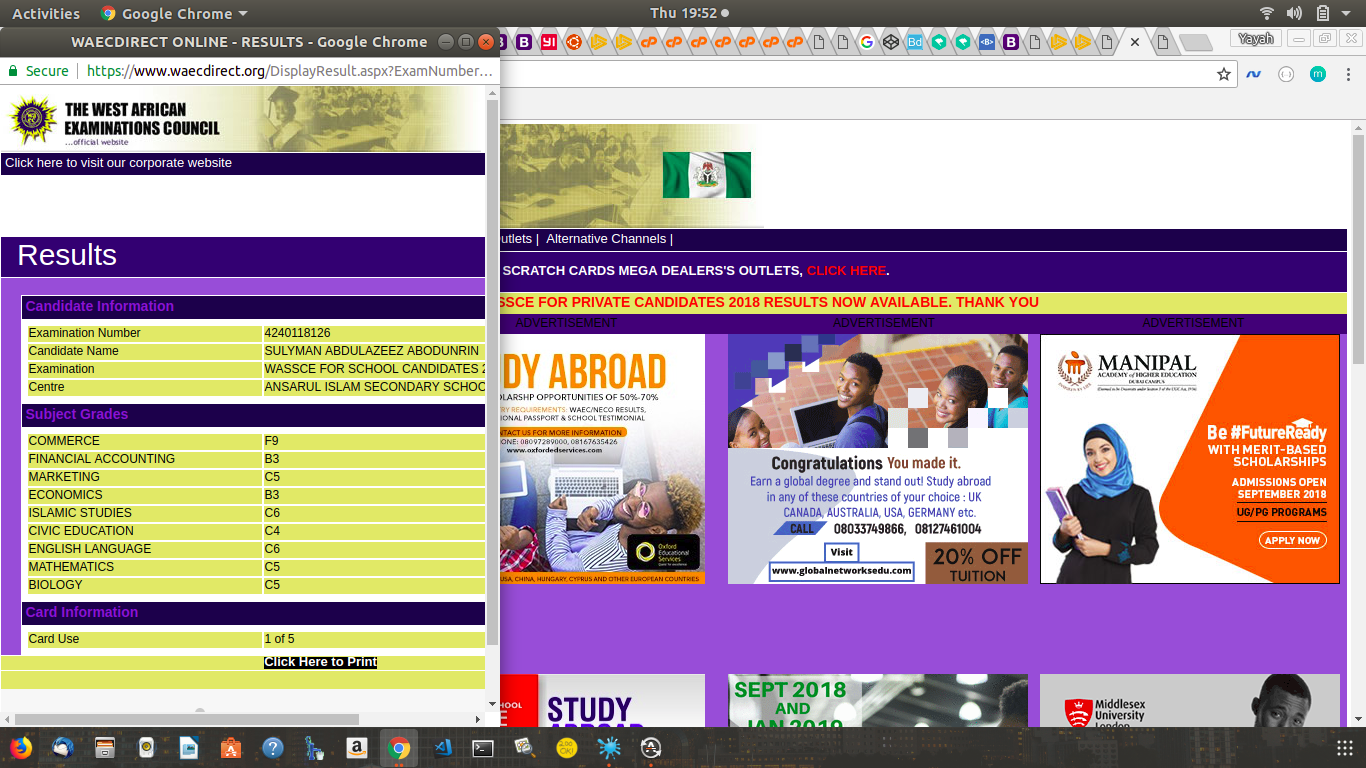 Activities
Google Chrome
Thu 19:52
WAECDIRECT ONLINE - RESULTS - Google Chrome
Yayah
Secure
https://www.waecdirect.org/DisplayResult.aspx?ExamNumber...
THE WEST AFRICAN
EXAMINATIONS COUNCIL
...official website
Click here to visit our corporate website
Results
Candidate Information
Examination Number 4240118126
Candidate Name SULYMAN ABDULAZEEZ ABODUNRIN
Examination WASSCE FOR SCHOOL CANDIDATES 2
Centre ANSARUL ISLAM SECONDARY SCHOO
Subject Grades
COMMERCE F9
FINANCIAL ACCOUNTING B3
MARKETING C5
ECONOMICS B3
ISLAMIC STUDIES C6
CIVIC EDUCATION C4
ENGLISH LANGUAGE C6
MATHEMATICS C5
BIOLOGY C5
Card Information
Card Use 1 of 5
Click Here to Print
utlets | Alternative Channels |
SCRATCH CARDS MEGA DEALERS'S OUTLETS, CLICK HERE.
SSCE FOR PRIVATE CANDIDATES 2018 RESULTS NOW AVAILABLE. THANK YOU
ADVERTISEMENT
DY ABROAD
OLARSHP OPPORTUNITIES OF 50%-70%
RY REQUIREMENTS: WAEC/NECO RESULTS,
IONAL PASSPORT & SCHOOL TESTIMONIAL
NTACT US FOR MORE INFORMATION
ONE: 08097289000, 08167635426
www.oxfordedservices.com
Oxford
Educational
Services
USA, CHINA, HUNGARY, CYPRUS AND OTHER EUROPEAN COUNTRIES
ADVERTISEMENT
Congratulations You made it.
Earn a global degree and stand out! Study abroad
in any of these countries of your choice : UK
CANADA, AUSTRALIA, USA, GERMANY etc.
CALL 08033749866, 08127461004
Visit
www.globalnetworksedu.com
20% OFF
TUITION
ADVERTISEMENT
MANIPAL
ACADEMY of HIGHER EDUCATION
DUBAI CAMPUS
Be #FutureReady
WITH MERIT-BASED
SCHOLARSHIPS
ADMISSIONS OPEN
SEPTEMBER 2018
UG/PG PROGRAMS
APPLY NOW
SCHOOL
E
STUDY
ABROAD
SEPT 2018
AND
JAN 2019
Middlesex
University
London